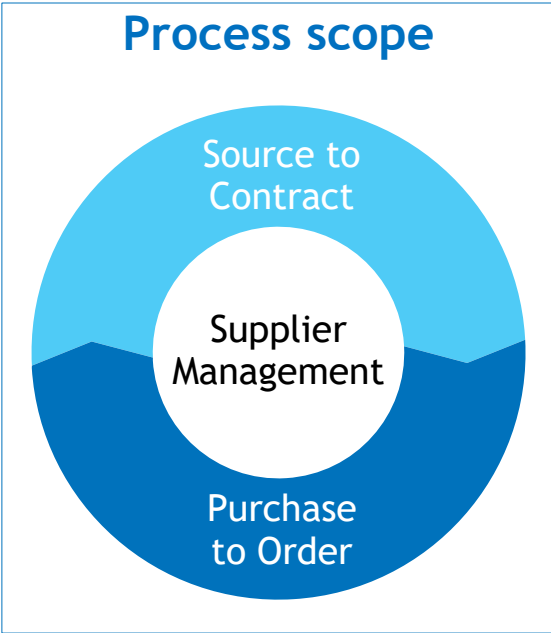 Process scope
Source to
Contract
Supplier
Management
Purchase
to Order